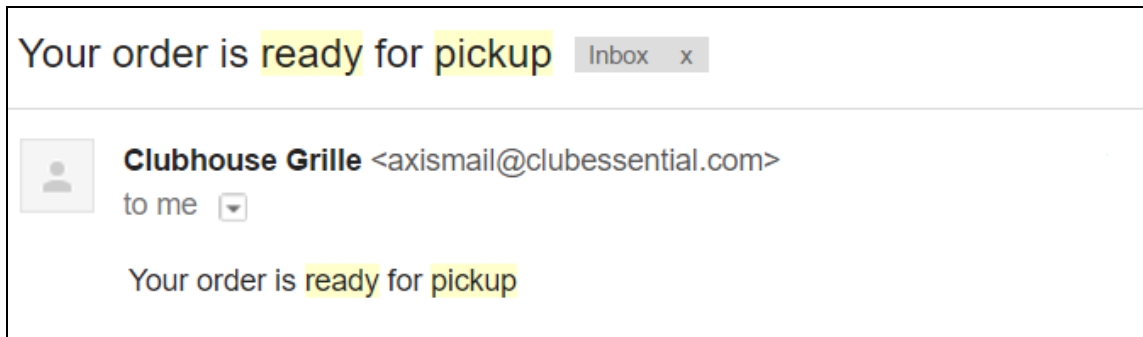 Your order is ready for pickup Inbox x
Clubhouse Grille <axismail@clubessential.com>
to me
Your order is ready for pickup